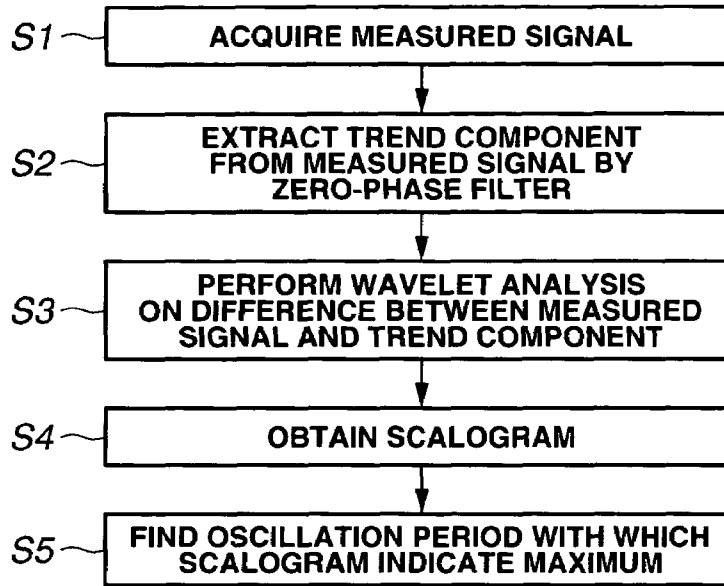 S1
ACQUIRE MEASURED SIGNAL
S2
EXTRACT TREND COMPONENT
FROM MEASURED SIGNAL BY
ZERO-PHASE FILTER
S3
PERFORM WAVELET ANALYSIS
ON DIFFERENCE BETWEEN MEASURED
SIGNAL AND TREND COMPONENT
S4
OBTAIN SCALOGRAM
S5
FIND OSCILLATION PERIOD WITH WHICH
SCALOGRAM INDICATE MAXIMUM